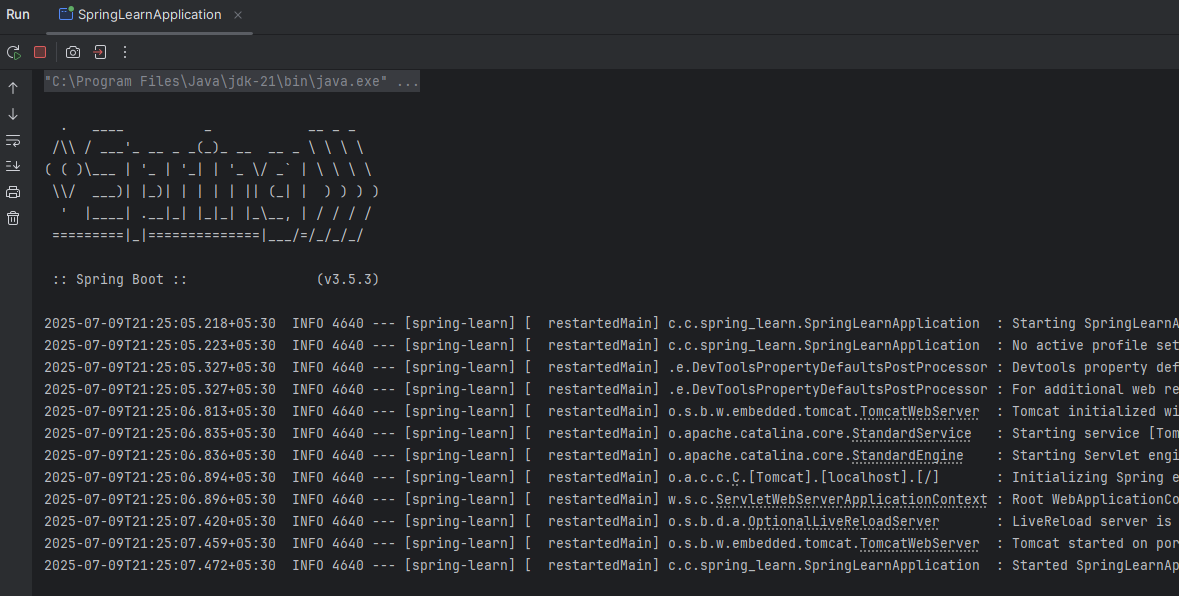 Run SpringLearnApplication
"C:\Program Files\Java\jdk-21\bin\java.exe" ...
  .   ____          _            __ _ _
 /\\ / ___'_ __ _ _(_)_ __  __ _ \ \ \ \
( ( )\___ | '_ | '_| | '_ \/ _` | \ \ \ \
 \\/  ___)| |_)| | | | | || (_| |  ) ) ) )
  '  |____| .__|_| |_|_| |_\__, | / / / /
 =========|_|==============|___/=/_/_/_/
 :: Spring Boot ::                (v3.5.3)
2025-07-09T21:25:05.218+05:30  INFO 4640 --- [spring-learn] [  restartedMain] c.c.spring_learn.SpringLearnApplication  : Starting SpringLearnA
2025-07-09T21:25:05.223+05:30  INFO 4640 --- [spring-learn] [  restartedMain] c.c.spring_learn.SpringLearnApplication  : No active profile set
2025-07-09T21:25:05.327+05:30  INFO 4640 --- [spring-learn] [  restartedMain] .e.DevToolsPropertyDefaultsPostProcessor : Devtools property def
2025-07-09T21:25:05.327+05:30  INFO 4640 --- [spring-learn] [  restartedMain] .e.DevToolsPropertyDefaultsPostProcessor : For additional web re
2025-07-09T21:25:06.813+05:30  INFO 4640 --- [spring-learn] [  restartedMain] o.s.b.w.embedded.tomcat.TomcatWebServer  : Tomcat initialized wi
2025-07-09T21:25:06.835+05:30  INFO 4640 --- [spring-learn] [  restartedMain] o.apache.catalina.core.StandardService   : Starting service [Tom
2025-07-09T21:25:06.836+05:30  INFO 4640 --- [spring-learn] [  restartedMain] o.apache.catalina.core.StandardEngine    : Starting Servlet engi
2025-07-09T21:25:06.894+05:30  INFO 4640 --- [spring-learn] [  restartedMain] o.a.c.c.C.[Tomcat].[localhost].[/]       : Initializing Spring e
2025-07-09T21:25:06.896+05:30  INFO 4640 --- [spring-learn] [  restartedMain] w.s.c.ServletWebServerApplicationContext : Root WebApplicationCo
2025-07-09T21:25:07.420+05:30  INFO 4640 --- [spring-learn] [  restartedMain] o.s.b.d.a.OptionalLiveReloadServer       : LiveReload server is
2025-07-09T21:25:07.459+05:30  INFO 4640 --- [spring-learn] [  restartedMain] o.s.b.w.embedded.tomcat.TomcatWebServer  : Tomcat started on por
2025-07-09T21:25:07.472+05:30  INFO 4640 --- [spring-learn] [  restartedMain] c.c.spring_learn.SpringLearnApplication  : Started SpringLearnAp